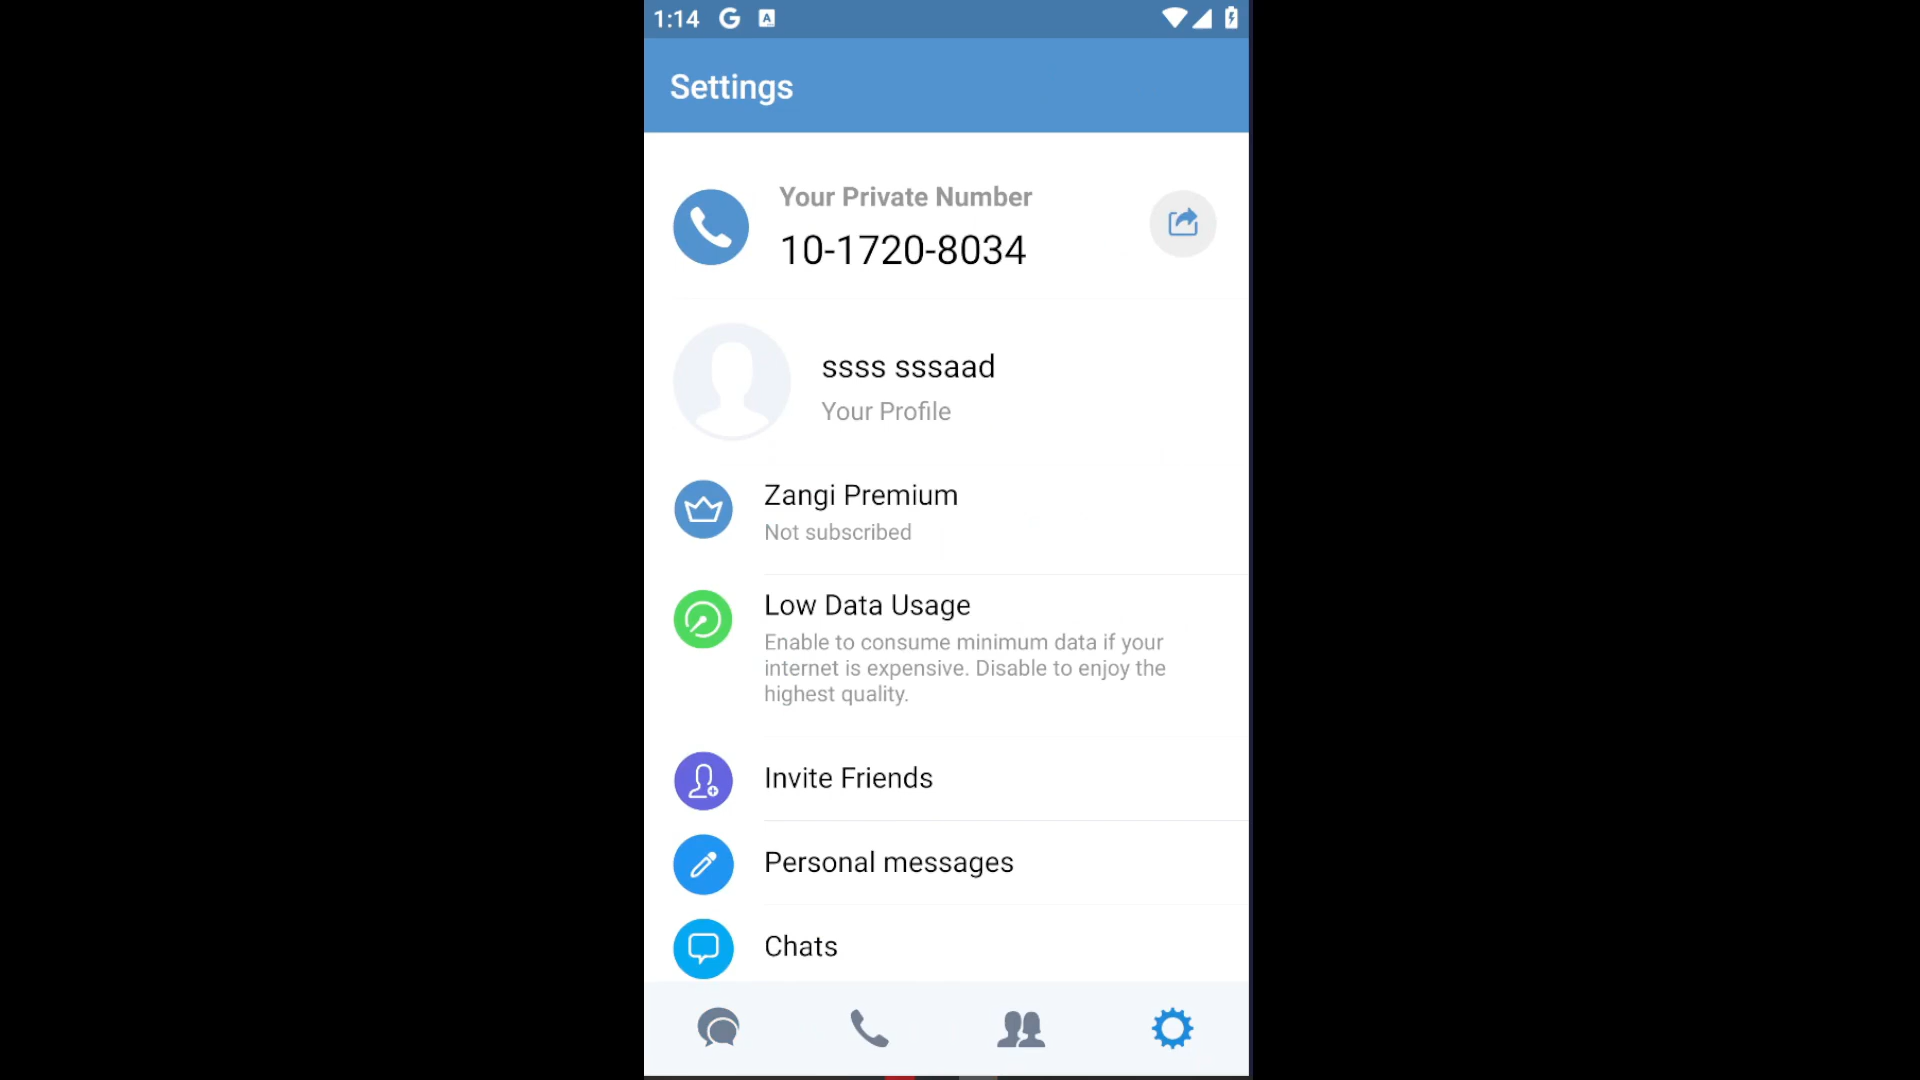 1:14
Settings
Your Private Number
10-1720-8034
ssss sssaad
Your Profile
Zangi Premium
Not subscribed
Low Data Usage
Enable to consume minimum data if your
internet is expensive. Disable to enjoy the
highest quality.
Invite Friends
Personal messages
Chats